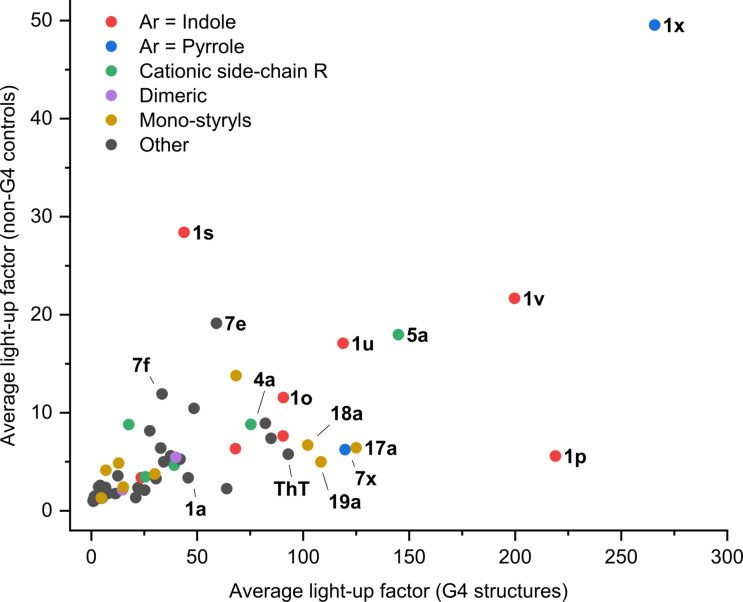 50
40
30
20
10
0
Average light-up factor (non-G4 controls)
Ar = Indole
Ar = Pyrrole
Cationic side-chain R
Dimeric
Mono-styryls
Other
1x
1s
1v
7e
5a
1u
7f
4a
1o
18a
17a
1p
7x
ThT
19a
1a
0
50
100
150
200
250
300
Average light-up factor (G4 structures)